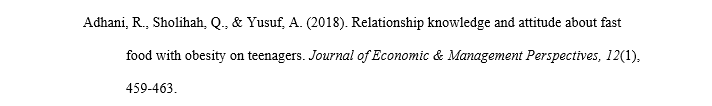 Adhani, R., Sholihah, Q., & Yusuf, A. (2018). Relationship knowledge and attitude about fast
food with obesity on teenagers. Journal of Economic & Management Perspectives, 12(1),
459-463.